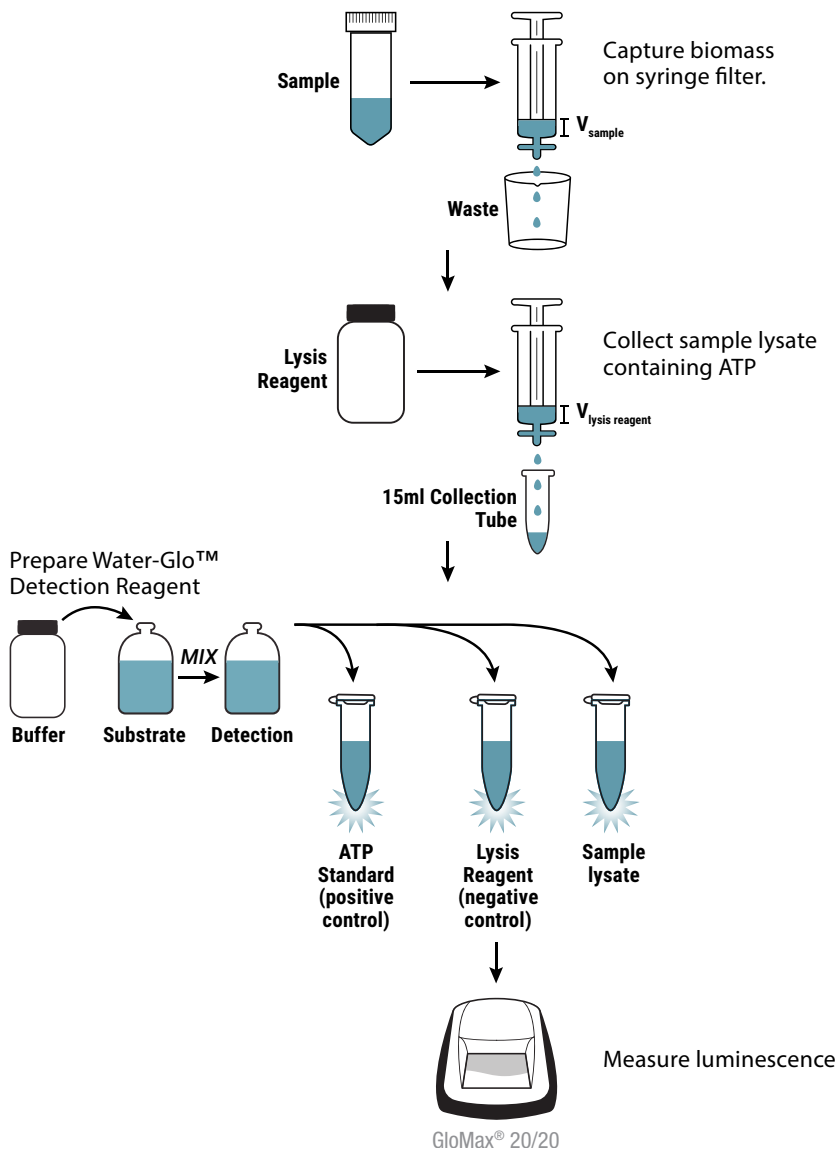 Sample
Capture biomass
on syringe filter.
Vsample
Waste
Lysis
Reagent
Collect sample lysate
containing ATP
Vlysis reagent
15ml Collection
Tube
Prepare Water-Glo™
Detection Reagent
MIX
Buffer
Substrate
Detection
ATP
Standard
(positive
control)
Lysis
Reagent
(negative
control)
Sample
lysate
Measure luminescence
GloMax® 20/20